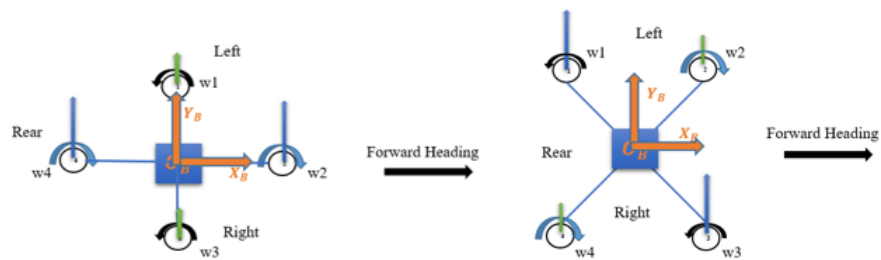 Left
w1
Y_B
Rear
w4
O_B
X_B
w2
Right
w3
Forward Heading
Left
w1
w2
Y_B
X_B
Rear
O_B
Right
w4
w3
Forward Heading